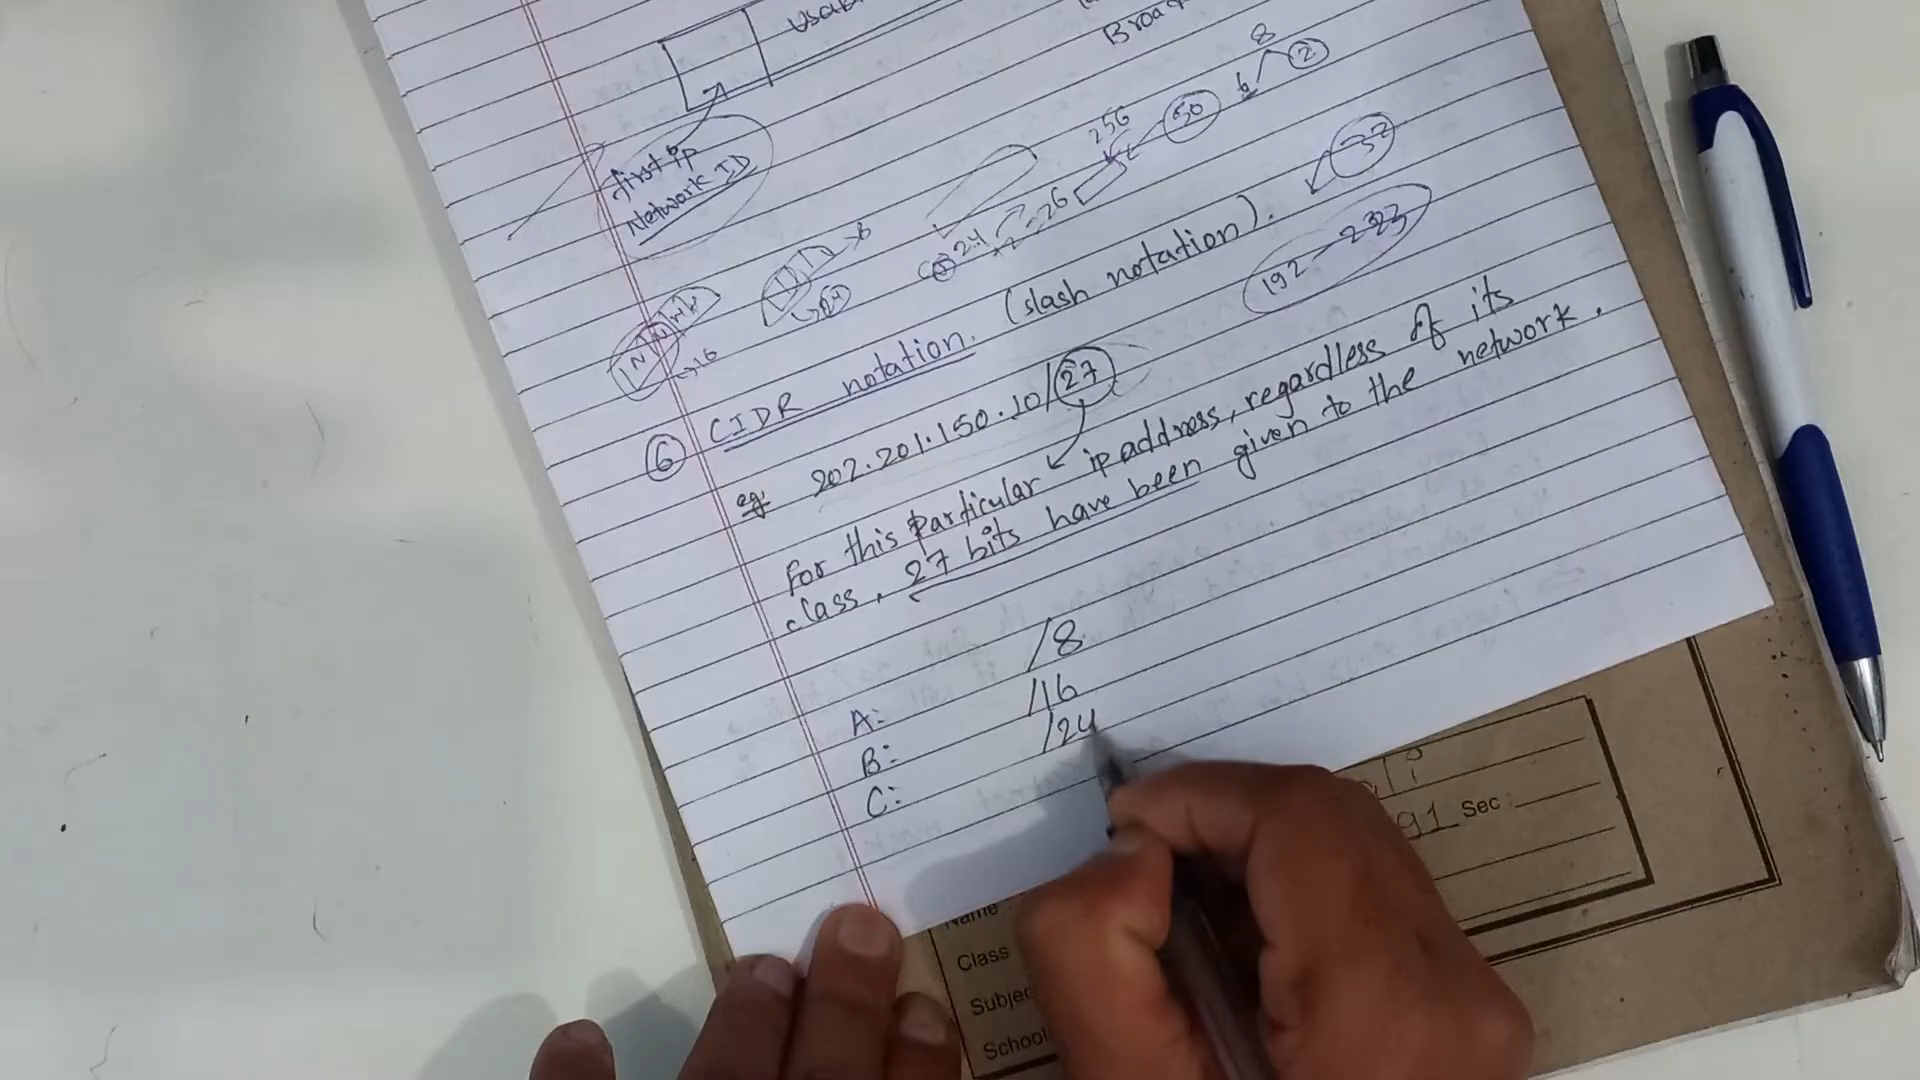 8
2
6
256
50
32
first ip
Network ID
24
26
192 — 223
16
⑥ CIDR notation. (slash notation).
eg: 202.201.150.10/27
For this particular ip address, regardless of its
class, 27 bits have been given to the network.
A: /8
B: /16
C: /24
91 Sec:
Name
Class
Subjec
School